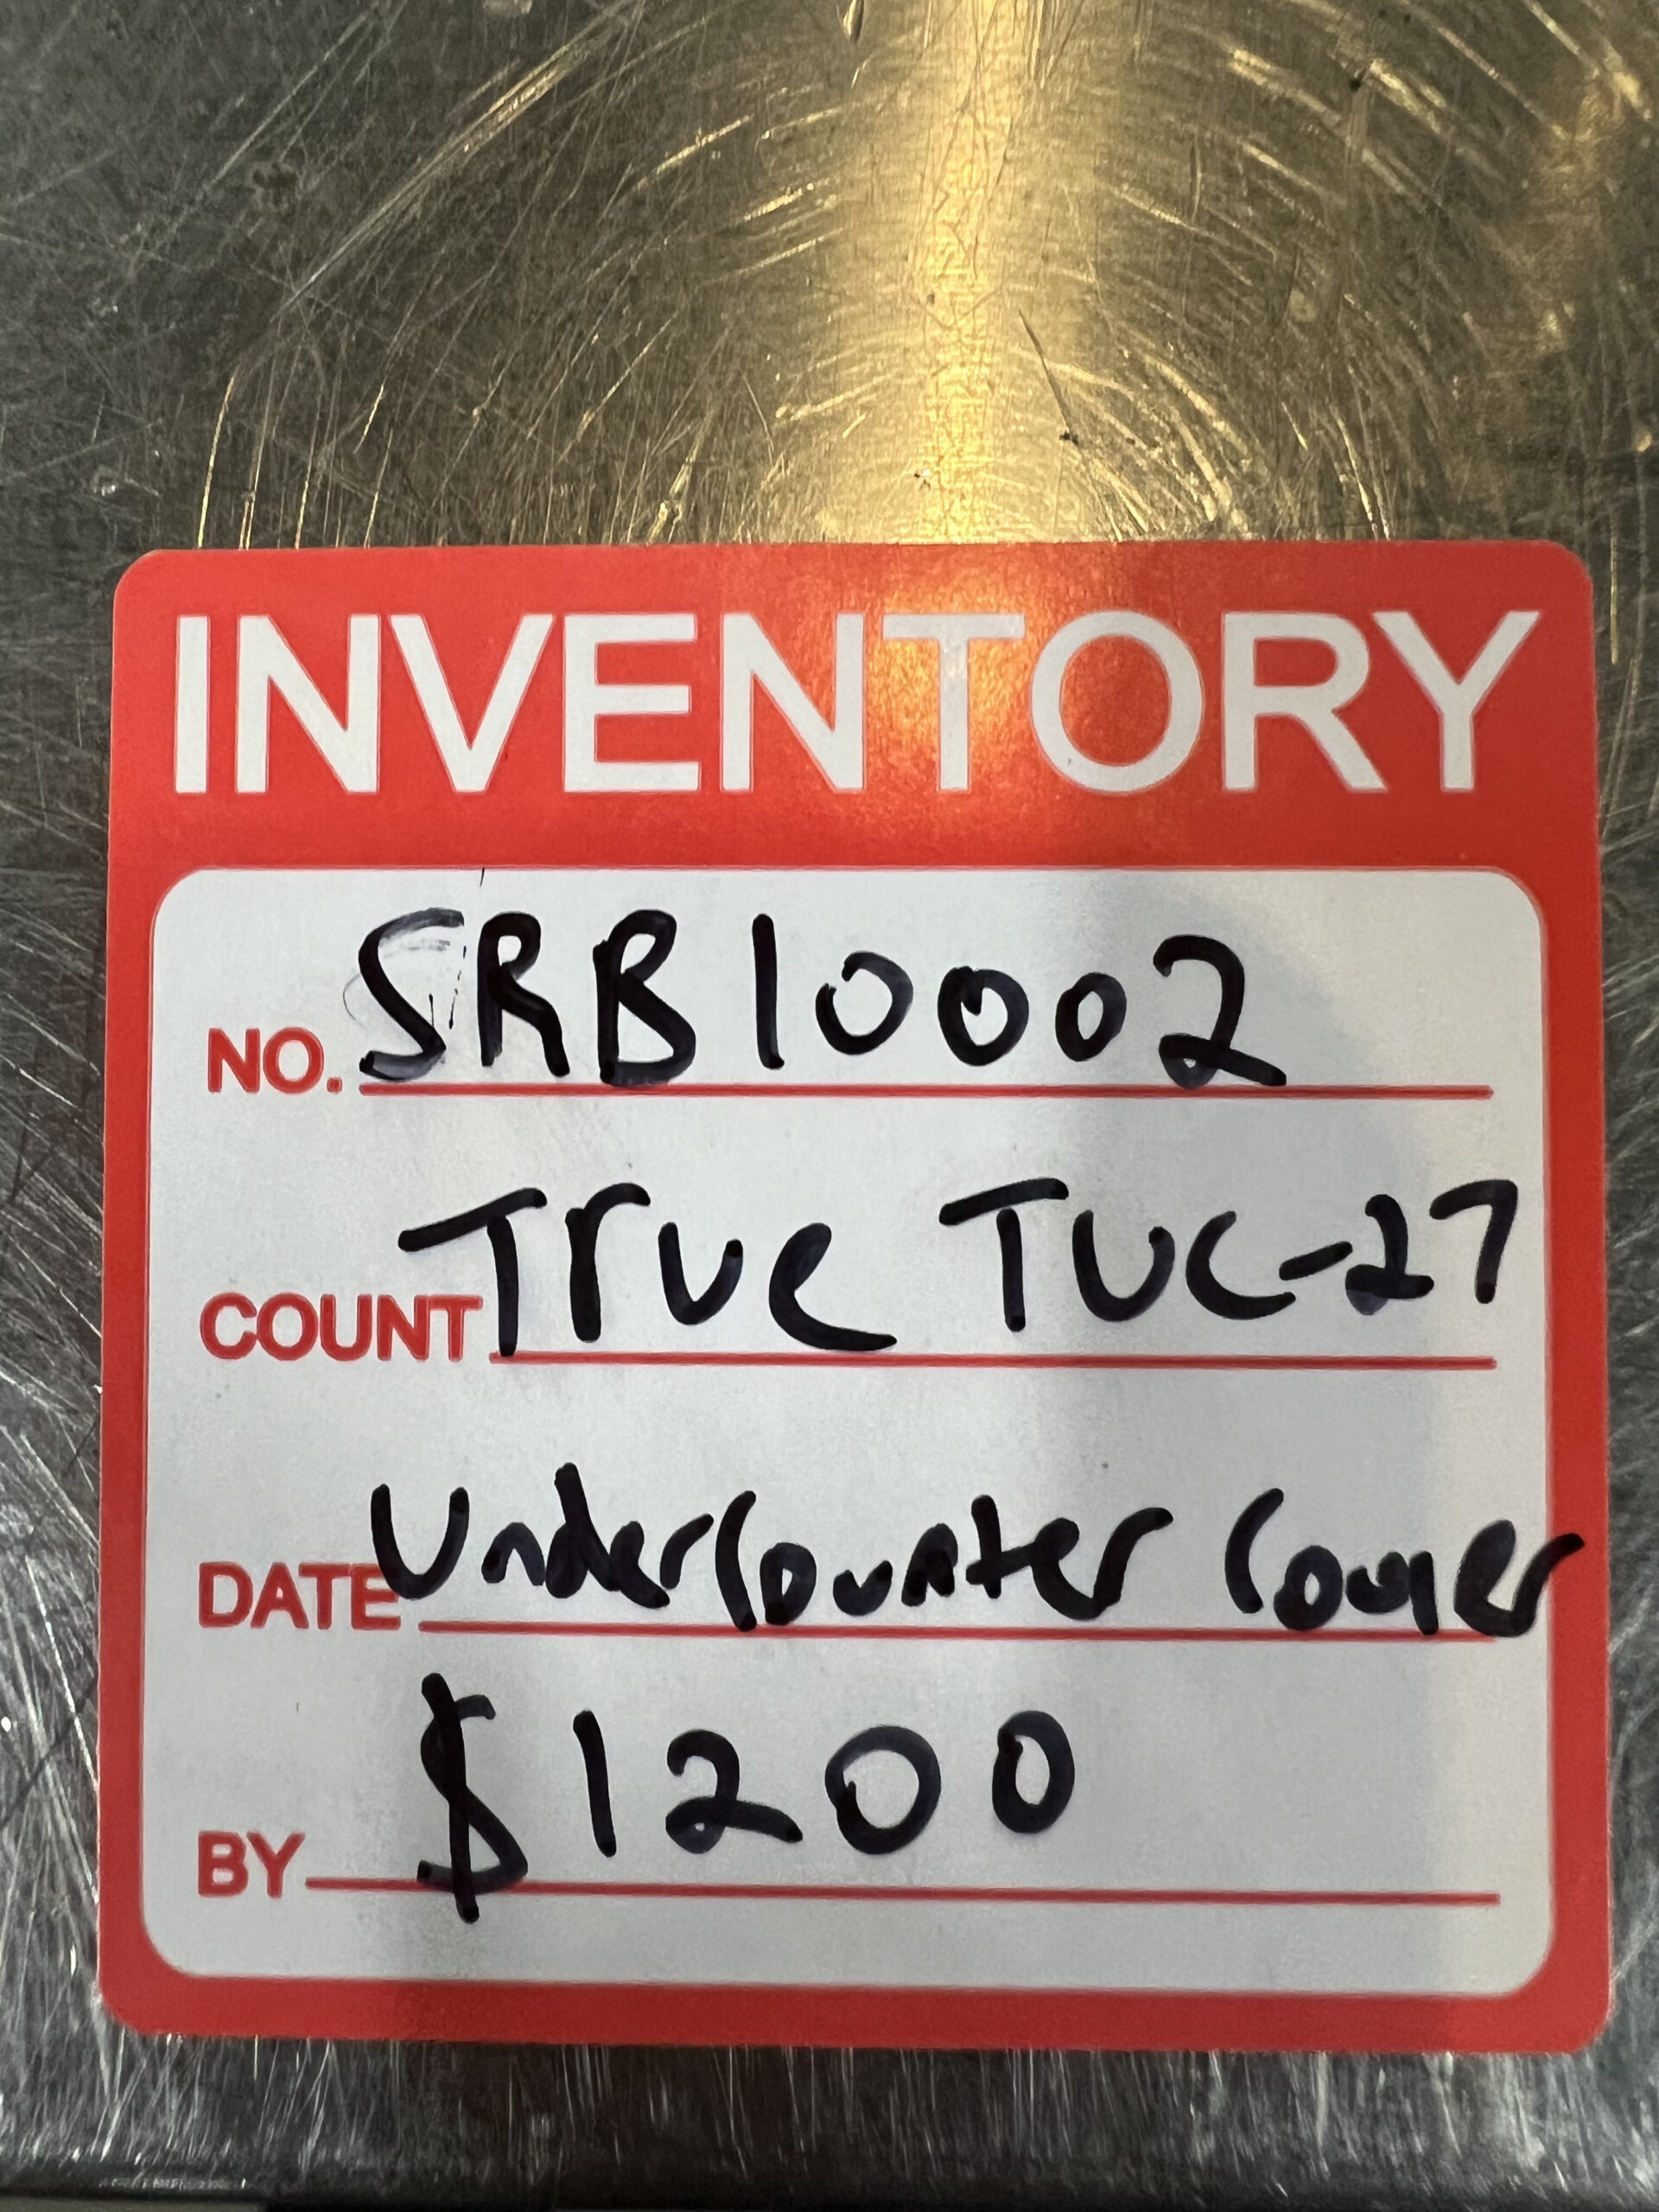 INVENTORY
NO. SRB10002
COUNT True TUC-27
DATE Undercounter Cooler
BY $1200